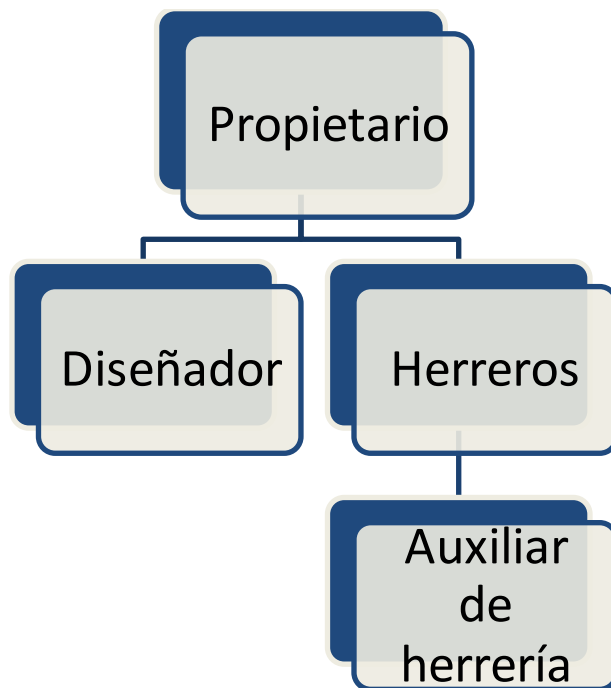 Propietario
Diseñador
Herreros
Auxiliar
de
herrería